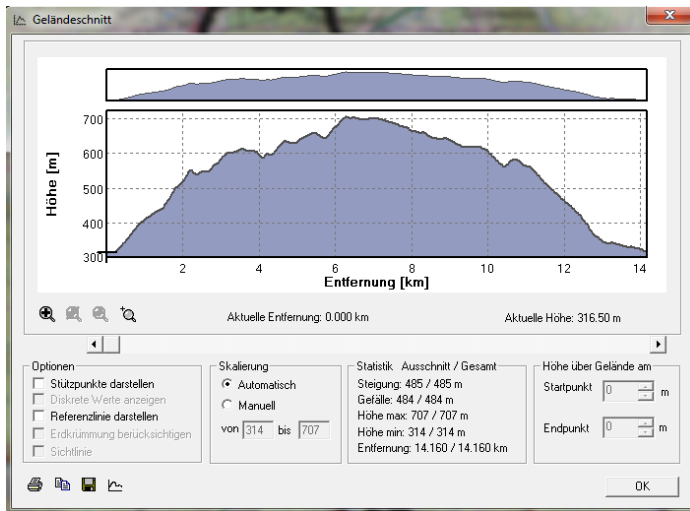 Geländeschnitt
Höhe [m]
700
600
500
400
300
2 4 6 8 10 12 14
Entfernung [km]
Aktuelle Entfernung: 0.000 km
Aktuelle Höhe: 316.50 m
Optionen
Stützpunkte darstellen
Diskrete Werte anzeigen
Referenzlinie darstellen
Erdkrümmung berücksichtigen
Sichtlinie
Skalierung
Automatisch
Manuell
von 314 bis 707
Statistik Ausschnitt / Gesamt
Steigung: 485 / 485 m
Gefälle: 484 / 484 m
Höhe max: 707 / 707 m
Höhe min: 314 / 314 m
Entfernung: 14.160 / 14.160 km
Höhe über Gelände am
Startpunkt 0 m
Endpunkt 0 m
OK